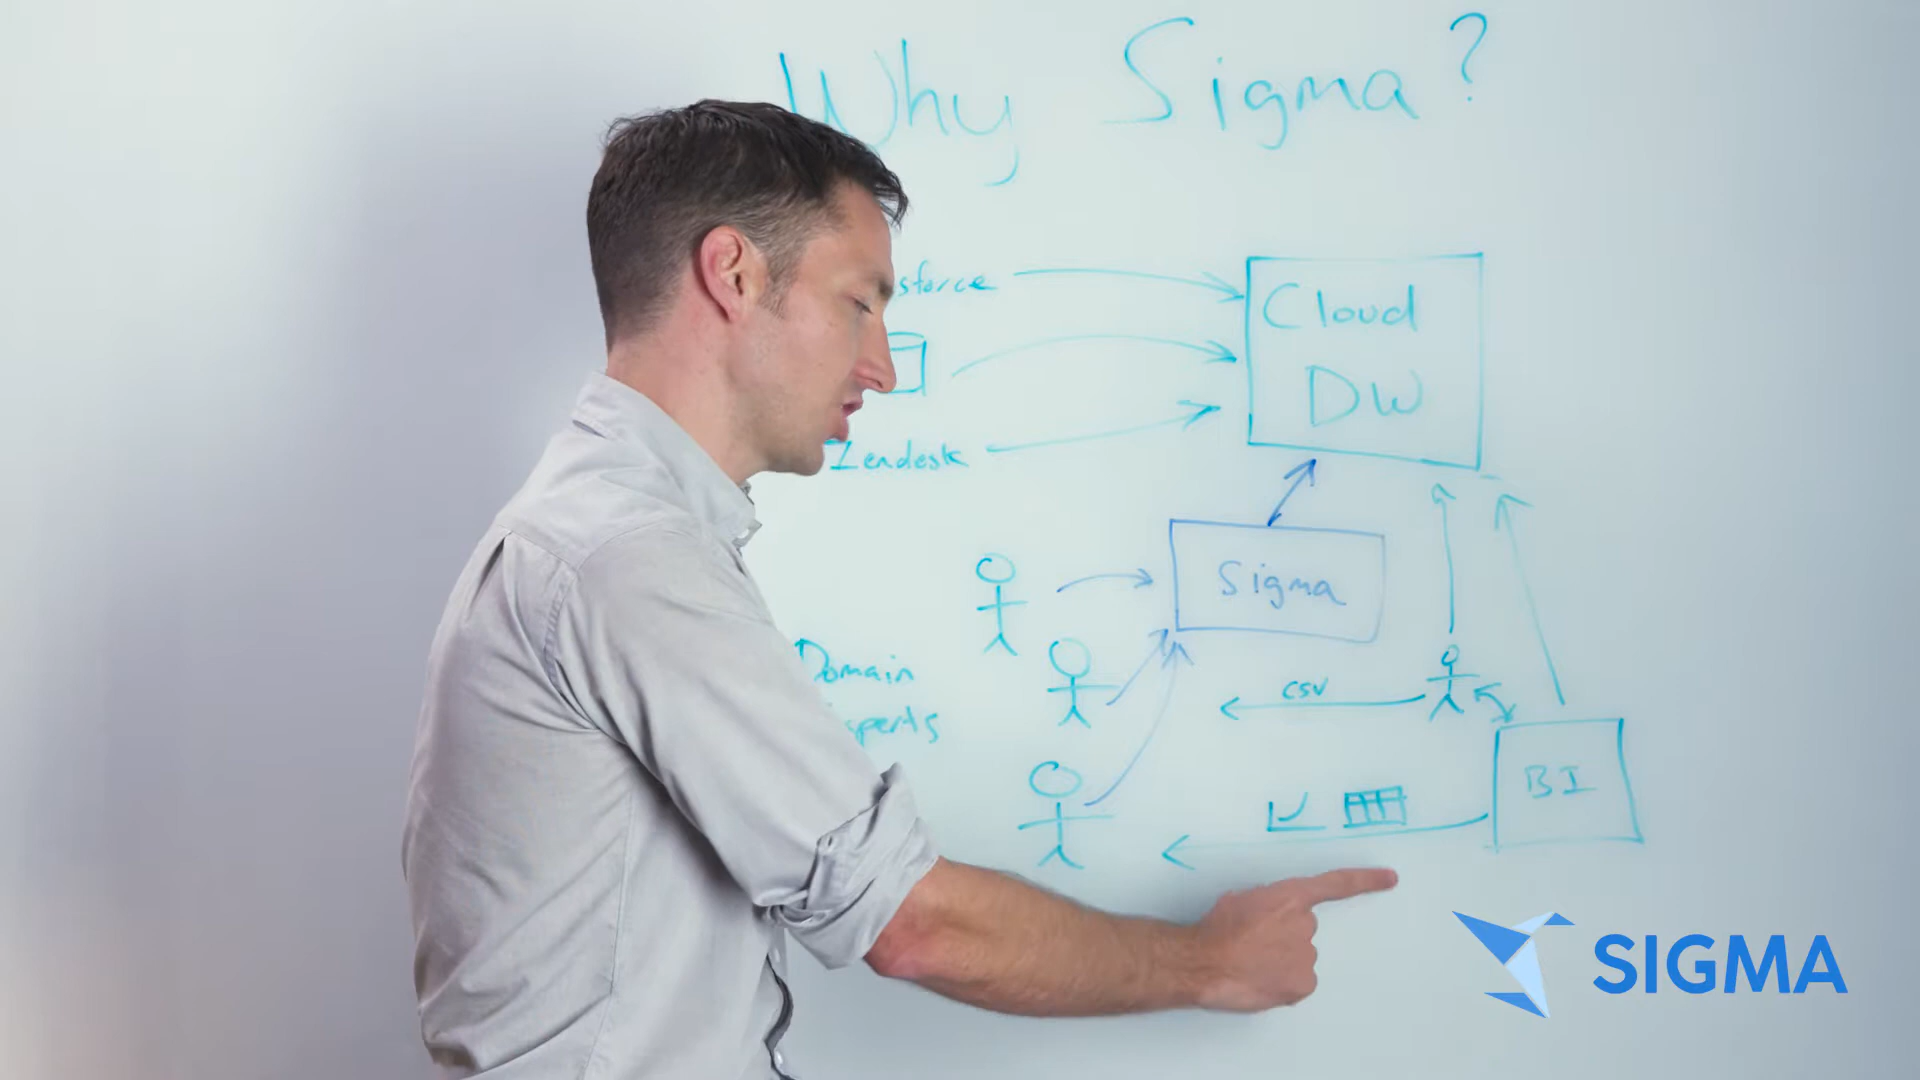 Why Sigma?
sforce
Cloud
DW
Zendesk
Sigma
Domain
perts
csv
BI
SIGMA